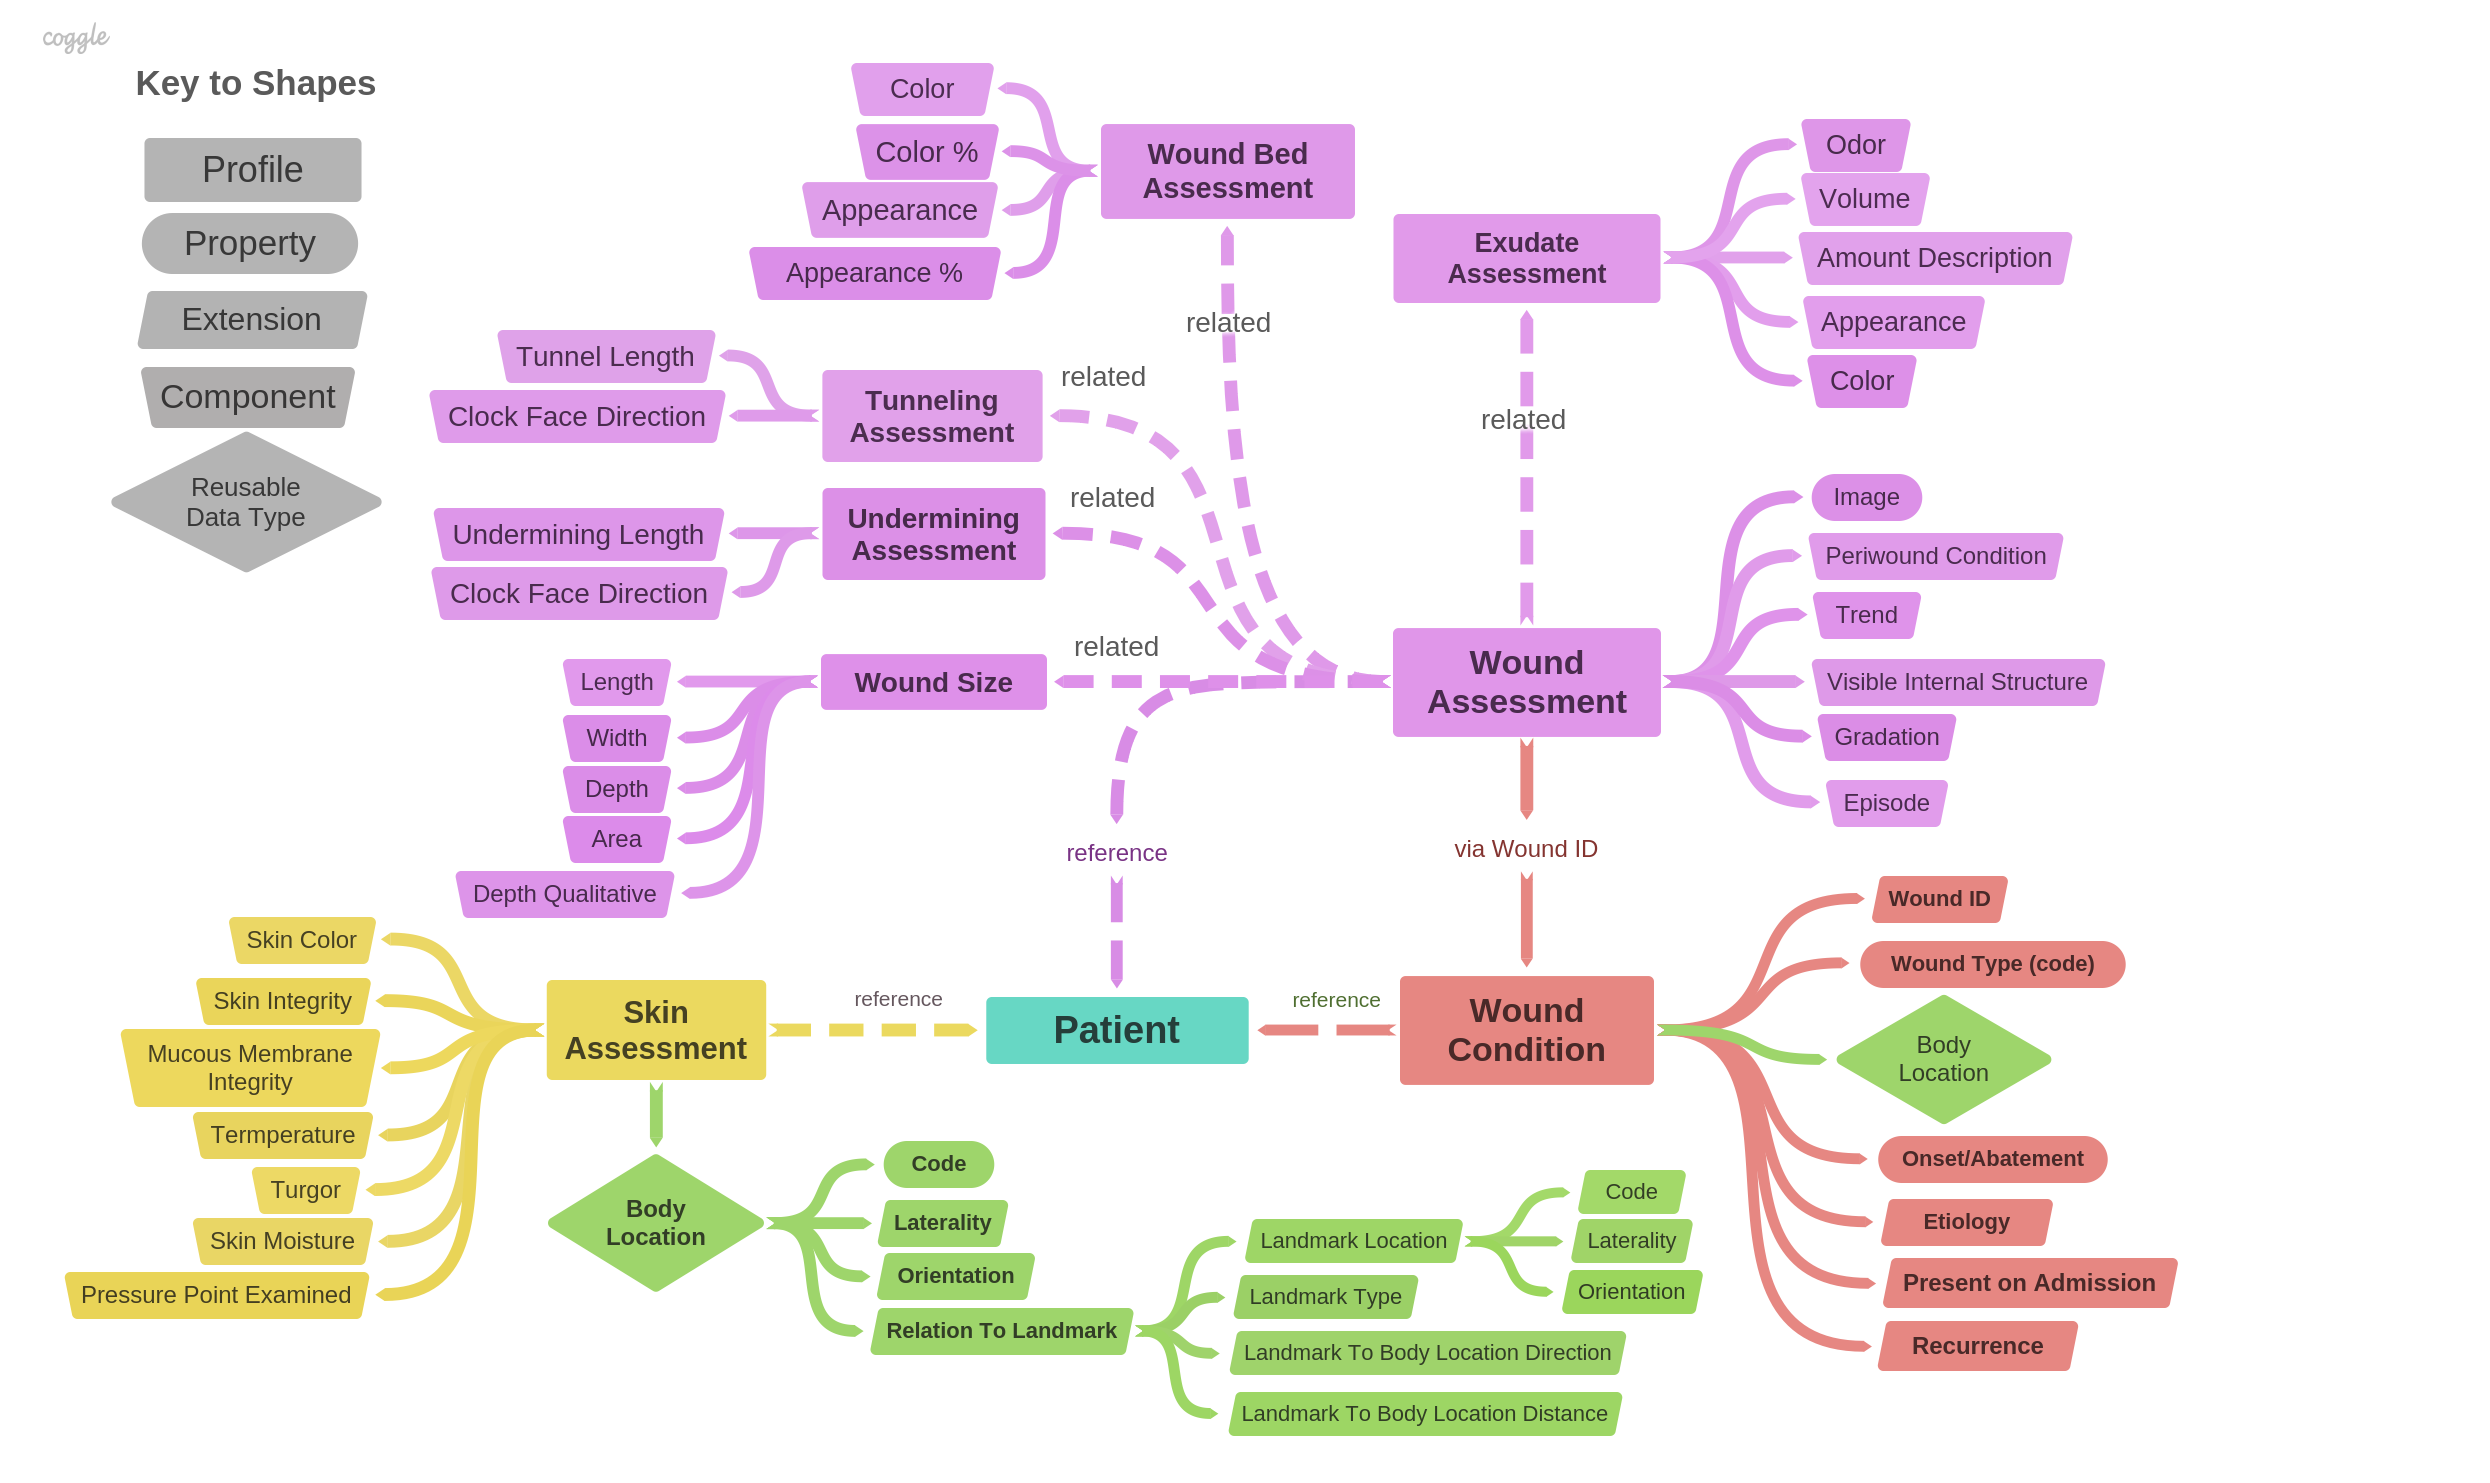 coggle
Key to Shapes
Profile
Property
Extension
Component
Reusable
Data Type
Color
Color %
Appearance
Appearance %
Wound Bed
Assessment
related
Exudate
Assessment
related
Odor
Volume
Amount Description
Appearance
Color
Tunnel Length
Clock Face Direction
Tunneling
Assessment
related
Undermining Length
Clock Face Direction
Undermining
Assessment
related
Length
Width
Depth
Area
Depth Qualitative
Wound Size
related
Wound
Assessment
Image
Periwound Condition
Trend
Visible Internal Structure
Gradation
Episode
reference
via Wound ID
Skin Color
Skin Integrity
Mucous Membrane
Integrity
Termperature
Turgor
Skin Moisture
Pressure Point Examined
Skin
Assessment
reference
Patient
reference
Wound
Condition
Wound ID
Wound Type (code)
Body
Location
Onset/Abatement
Etiology
Present on Admission
Recurrence
Body
Location
Code
Laterality
Orientation
Relation To Landmark
Landmark Location
Landmark Type
Landmark To Body Location Direction
Landmark To Body Location Distance
Code
Laterality
Orientation